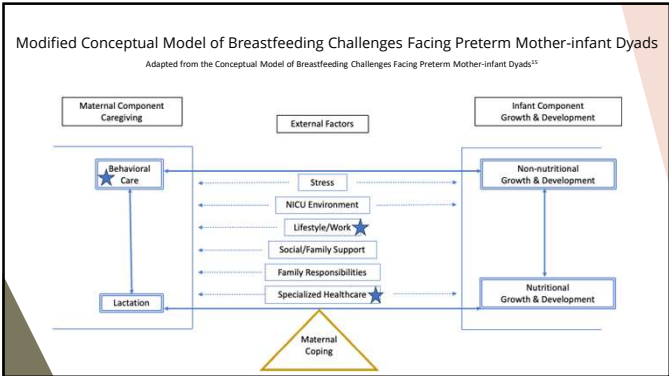 Modified Conceptual Model of Breastfeeding Challenges Facing Preterm Mother-infant Dyads
Adapted from the Conceptual Model of Breastfeeding Challenges Facing Preterm Mother-infant Dyads15
Maternal Component
Caregiving
External Factors
Infant Component
Growth & Development
Behavioral
Care
Stress
NICU Environment
Lifestyle/Work
Social/Family Support
Family Responsibilities
Specialized Healthcare
Non-nutritional
Growth & Development
Lactation
Nutritional
Growth & Development
Maternal
Coping